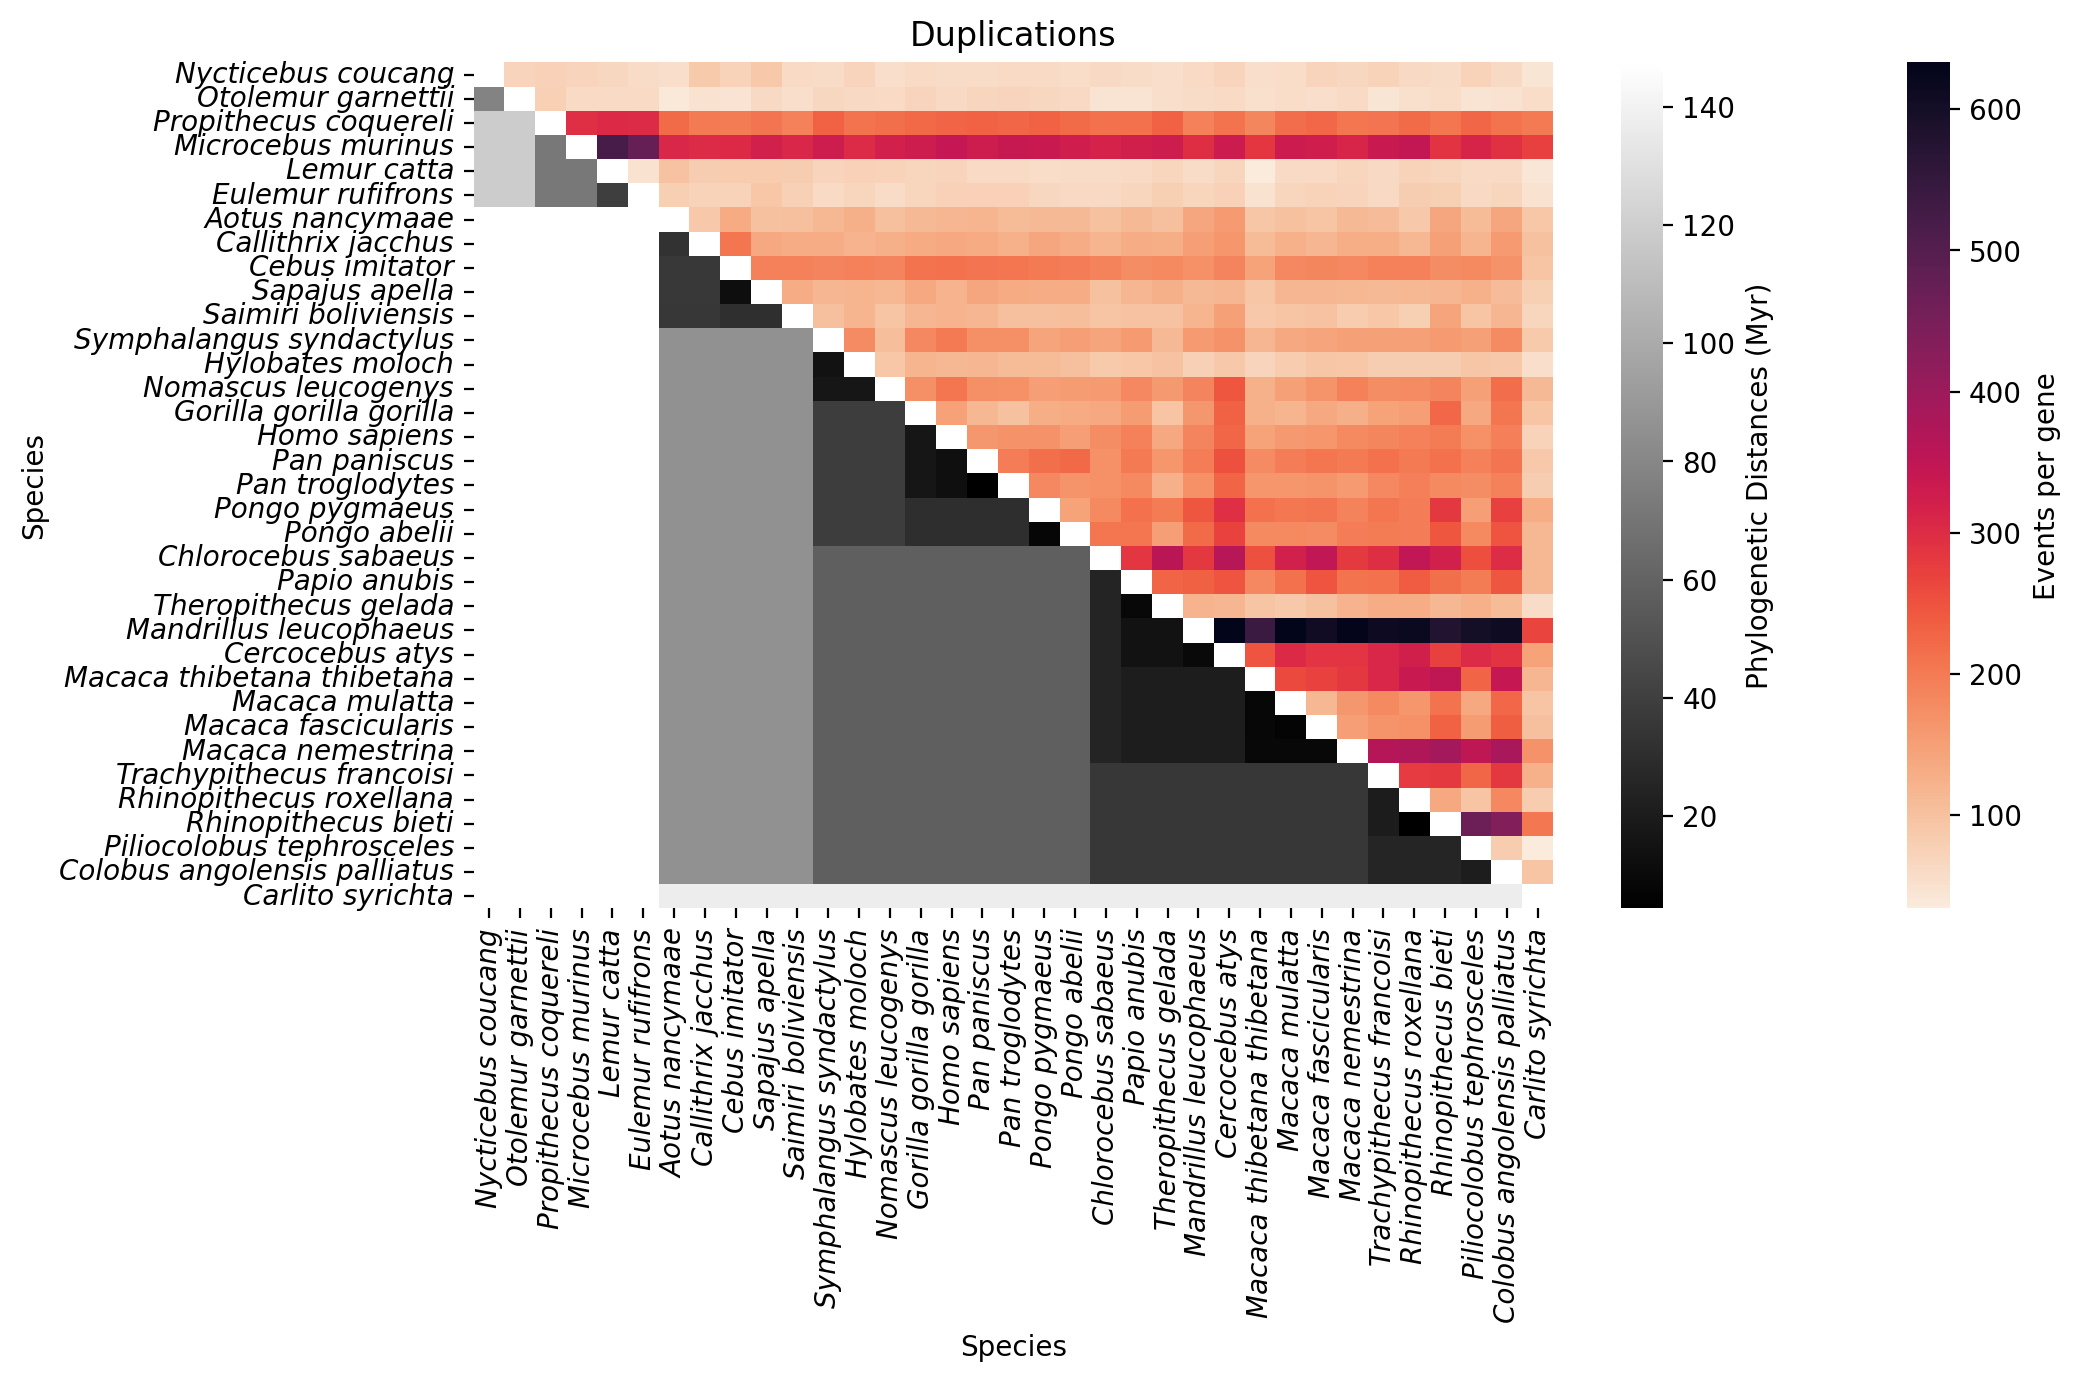 Duplications
Species
Nycticebus coucang
Otolemur garnettii
Propithecus coquereli
Microcebus murinus
Lemur catta
Eulemur rufifrons
Aotus nancymaae
Callithrix jacchus
Cebus imitator
Sapajus apella
Saimiri boliviensis
Symphalangus syndactylus
Hylobates moloch
Nomascus leucogenys
Gorilla gorilla gorilla
Homo sapiens
Pan paniscus
Pan troglodytes
Pongo pygmaeus
Pongo abelii
Chlorocebus sabaeus
Papio anubis
Theropithecus gelada
Mandrillus leucophaeus
Cercocebus atys
Macaca thibetana thibetana
Macaca mulatta
Macaca fascicularis
Macaca nemestrina
Trachypithecus francoisi
Rhinopithecus roxellana
Rhinopithecus bieti
Piliocolobus tephrosceles
Colobus angolensis palliatus
Carlito syrichta
Nycticebus coucang
Otolemur garnettii
Propithecus coquereli
Microcebus murinus
Lemur catta
Eulemur rufifrons
Aotus nancymaae
Callithrix jacchus
Cebus imitator
Sapajus apella
Saimiri boliviensis
Symphalangus syndactylus
Hylobates moloch
Nomascus leucogenys
Gorilla gorilla gorilla
Homo sapiens
Pan paniscus
Pan troglodytes
Pongo pygmaeus
Pongo abelii
Chlorocebus sabaeus
Papio anubis
Theropithecus gelada
Mandrillus leucophaeus
Cercocebus atys
Macaca thibetana thibetana
Macaca mulatta
Macaca fascicularis
Macaca nemestrina
Trachypithecus francoisi
Rhinopithecus roxellana
Rhinopithecus bieti
Piliocolobus tephrosceles
Colobus angolensis palliatus
Carlito syrichta
Species
140
120
100
80
60
40
20
Phylogenetic Distances (Myr)
600
500
400
300
200
100
Events per gene